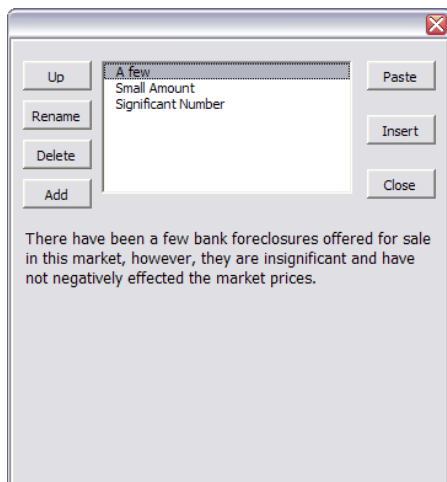 Up
Rename
Delete
Add
A few
Small Amount
Significant Number
Paste
Insert
Close
There have been a few bank foreclosures offered for sale
in this market, however, they are insignificant and have
not negatively effected the market prices.